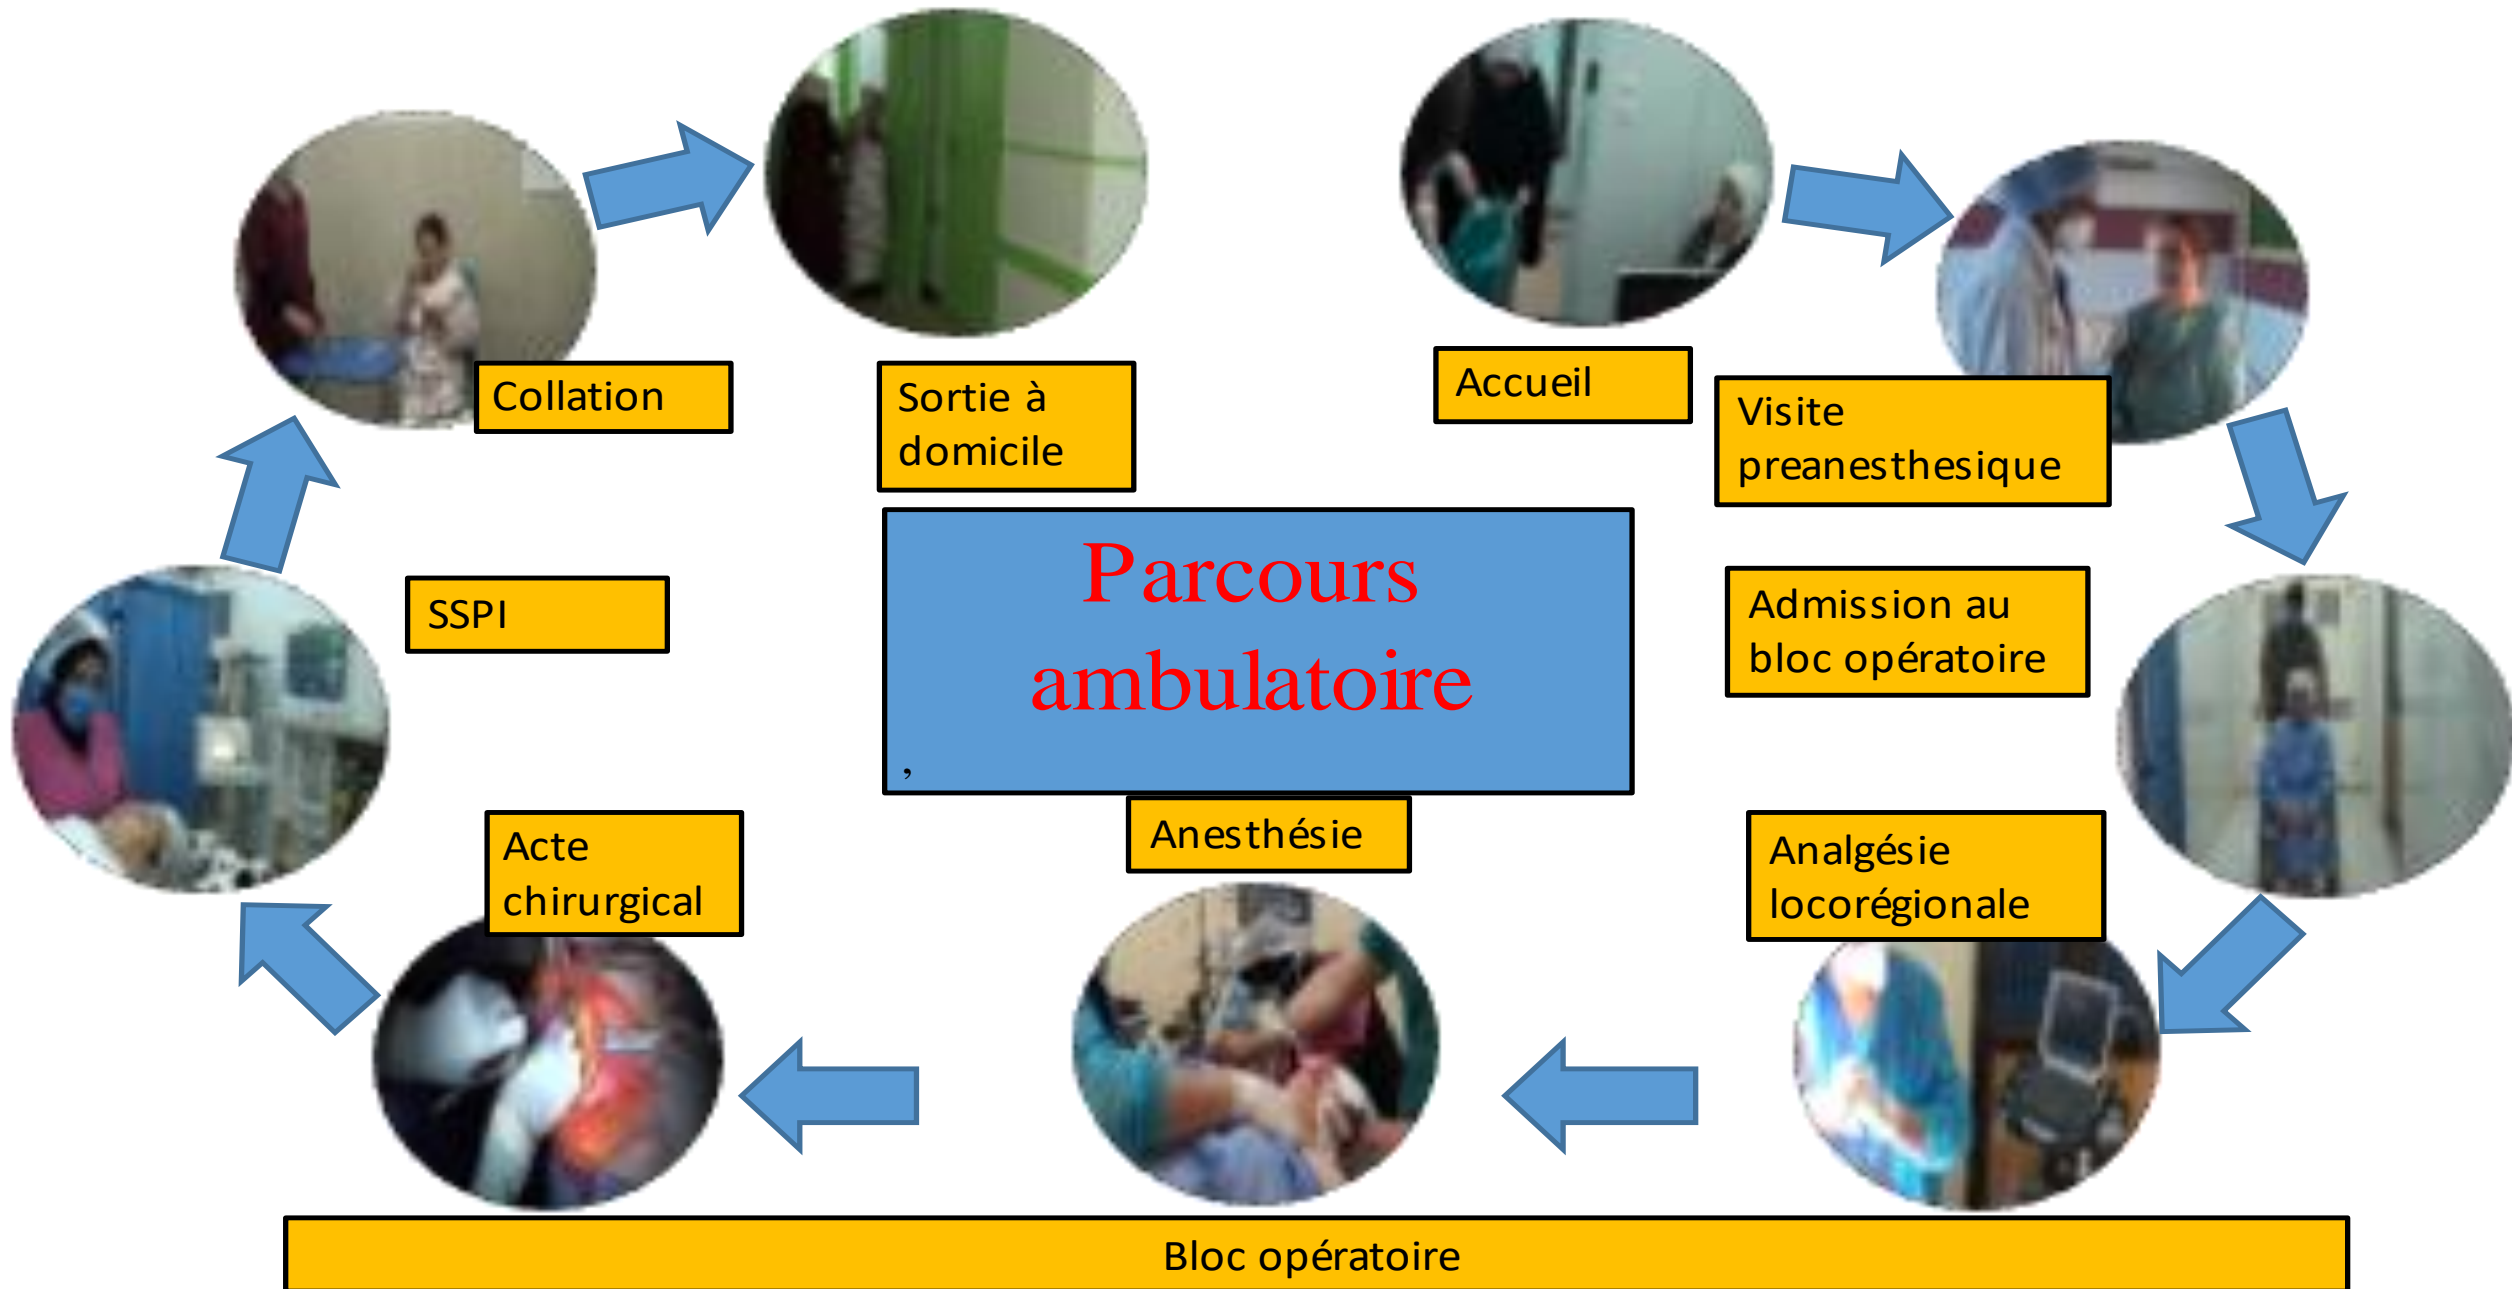 Collation
Sortie à
domicile
Accueil
Visite
preanesthesique
Parcours
ambulatoire
,
SSPI
Admission au
bloc opératoire
Acte
chirurgical
Anesthésie
Analgésie
locorégionale
Bloc opératoire